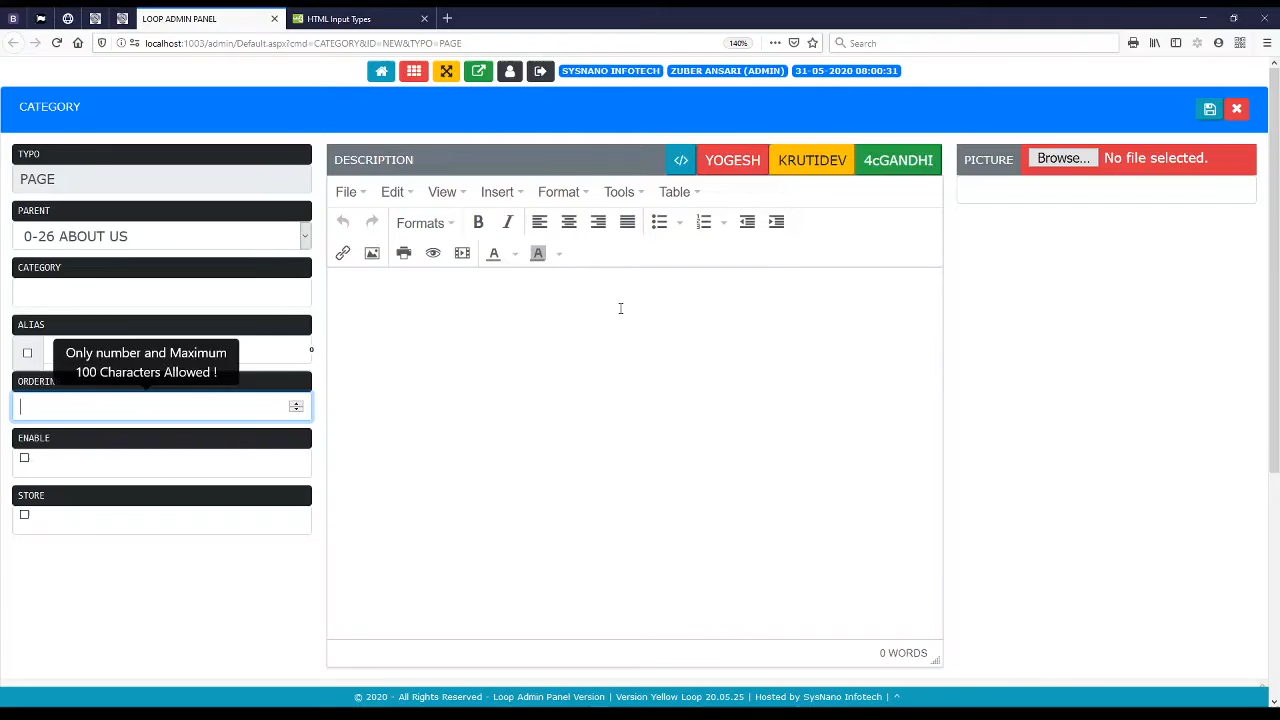 LOOP ADMIN PANEL
HTML Input Types
localhost:1003/admin/Default.aspx?cmd=CATEGORY&ID=NEW&TYPO=PAGE
140%
Search
SYSNANO INFOTECH ZUBER ANSARI (ADMIN) 31-05-2020 08:00:31
CATEGORY
TYPO
PAGE
PARENT
0-26 ABOUT US
CATEGORY
ALIAS
Only number and Maximum
100 Characters Allowed !
ORDERIN
ENABLE
STORE
DESCRIPTION </> YOGESH KRUTIDEV 4cGANDHI
File Edit View Insert Format Tools Table
Formats B I
A A
0 WORDS
PICTURE Browse... No file selected.
© 2020 - All Rights Reserved - Loop Admin Panel Version | Version Yellow Loop 20.05.25 | Hosted by SysNano Infotech | ^